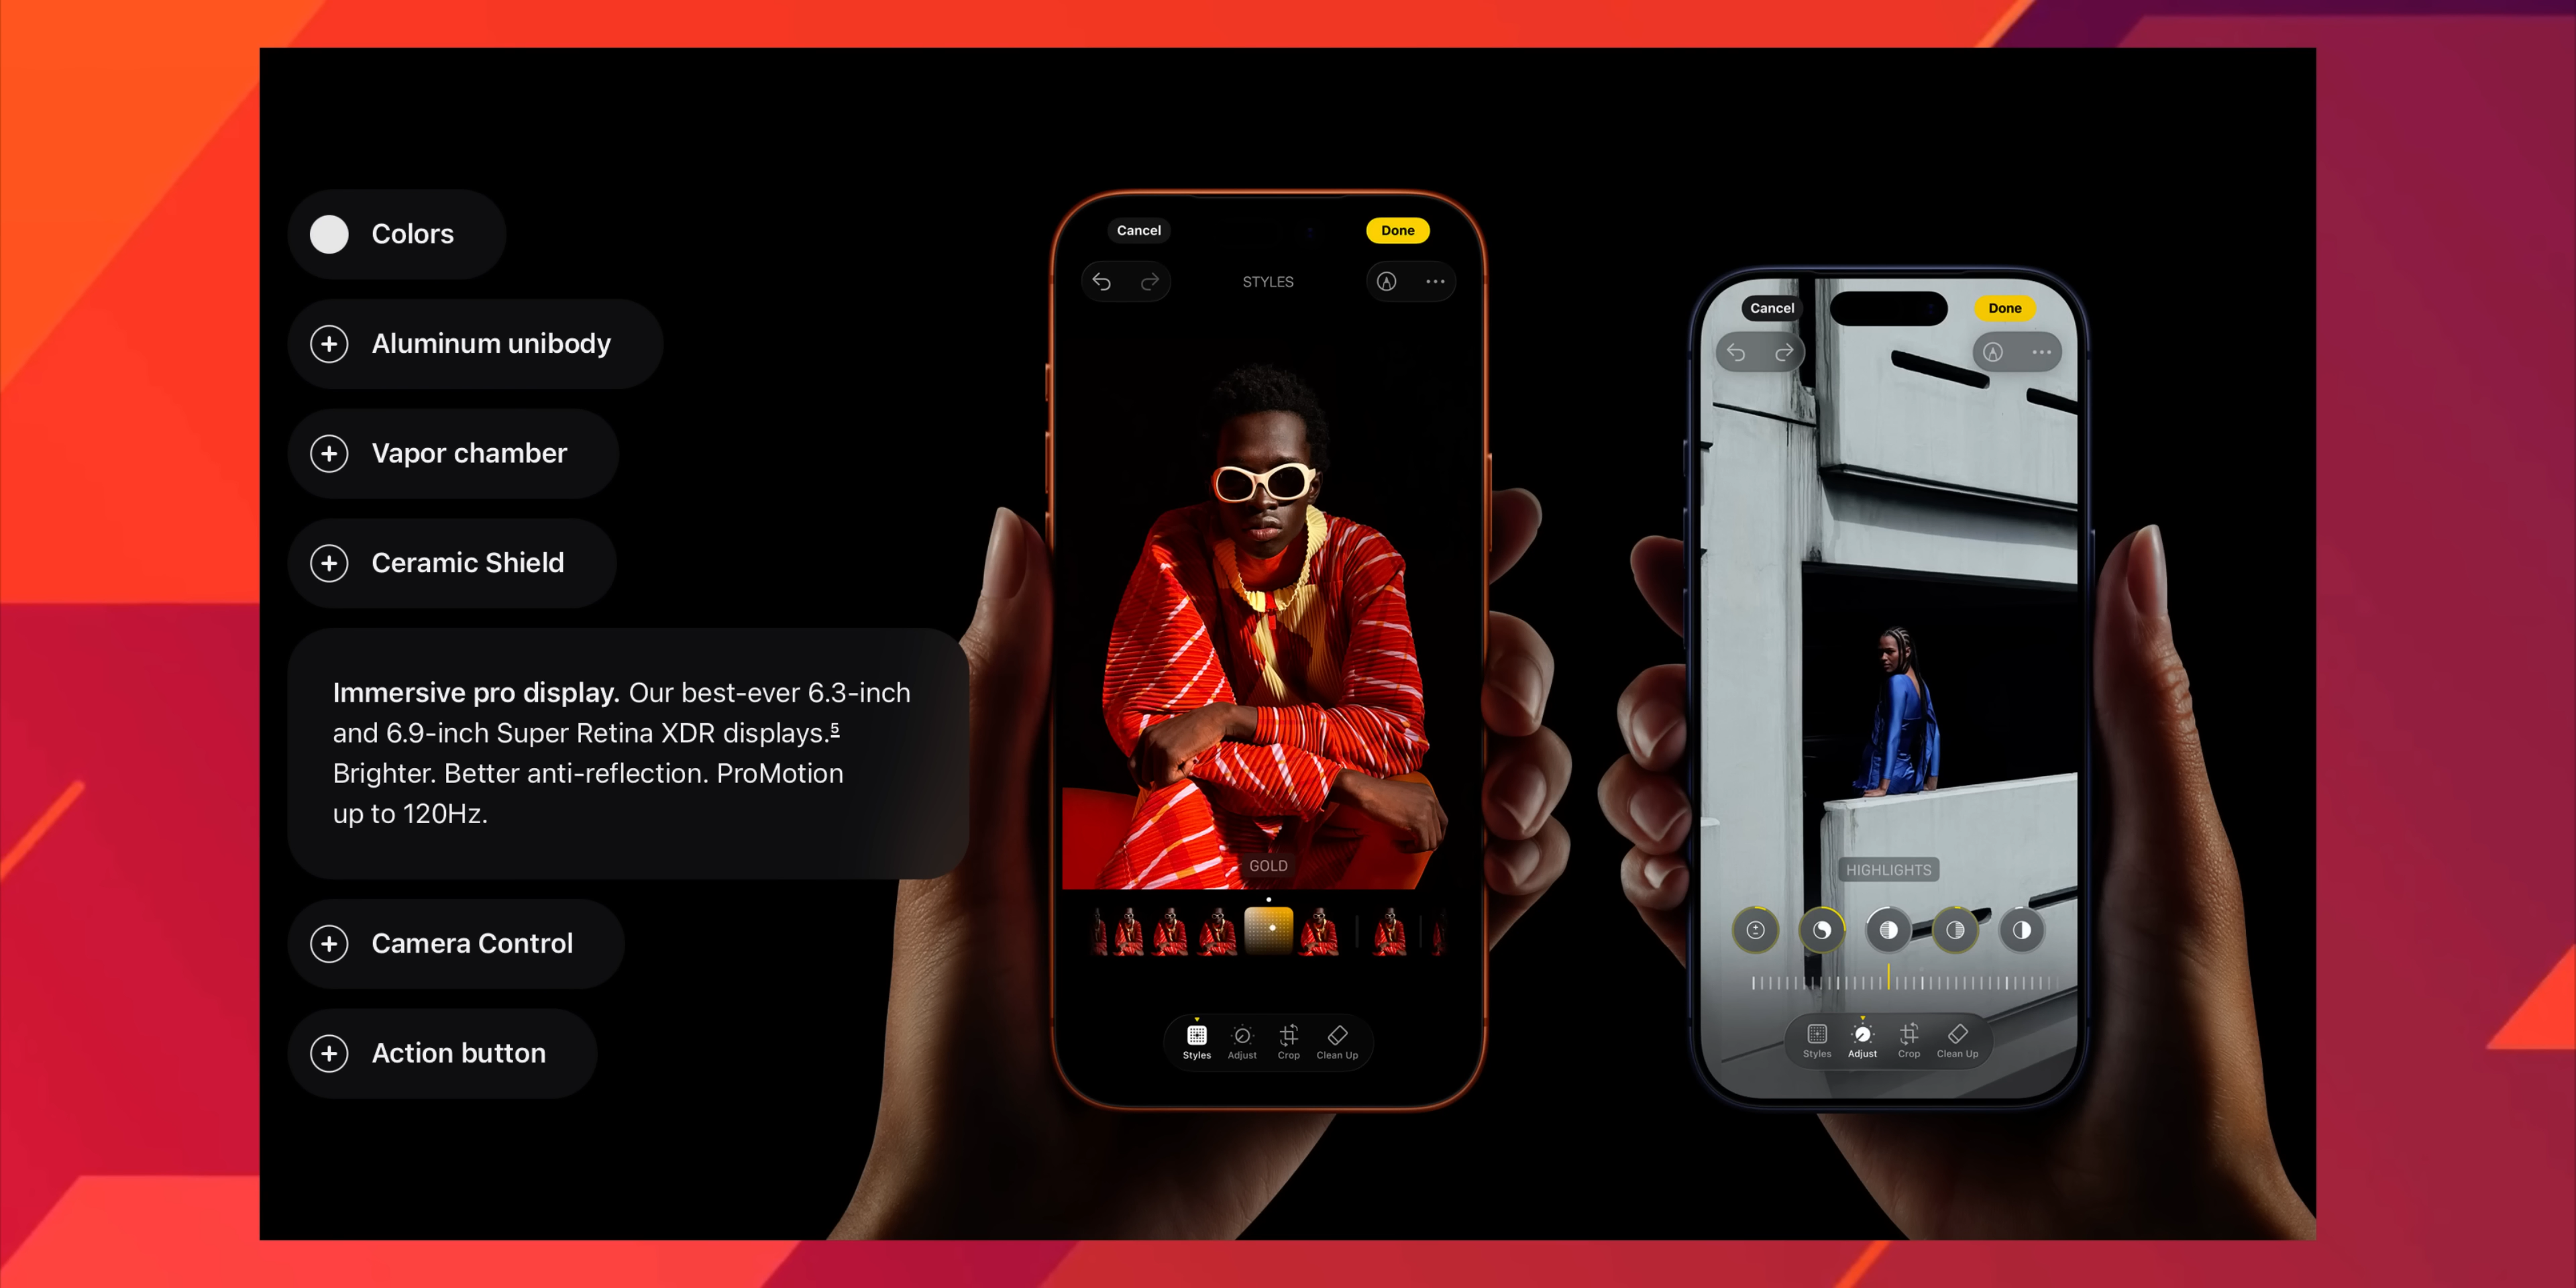 Colors
Aluminum unibody
Vapor chamber
Ceramic Shield
Immersive pro display. Our best-ever 6.3-inch
and 6.9-inch Super Retina XDR displays.⁵
Brighter. Better anti-reflection. ProMotion
up to 120Hz.
Camera Control
Action button
Cancel
Done
STYLES
GOLD
Styles
Adjust
Crop
Clean Up
Cancel
Done
HIGHLIGHTS
Styles
Adjust
Crop
Clean Up